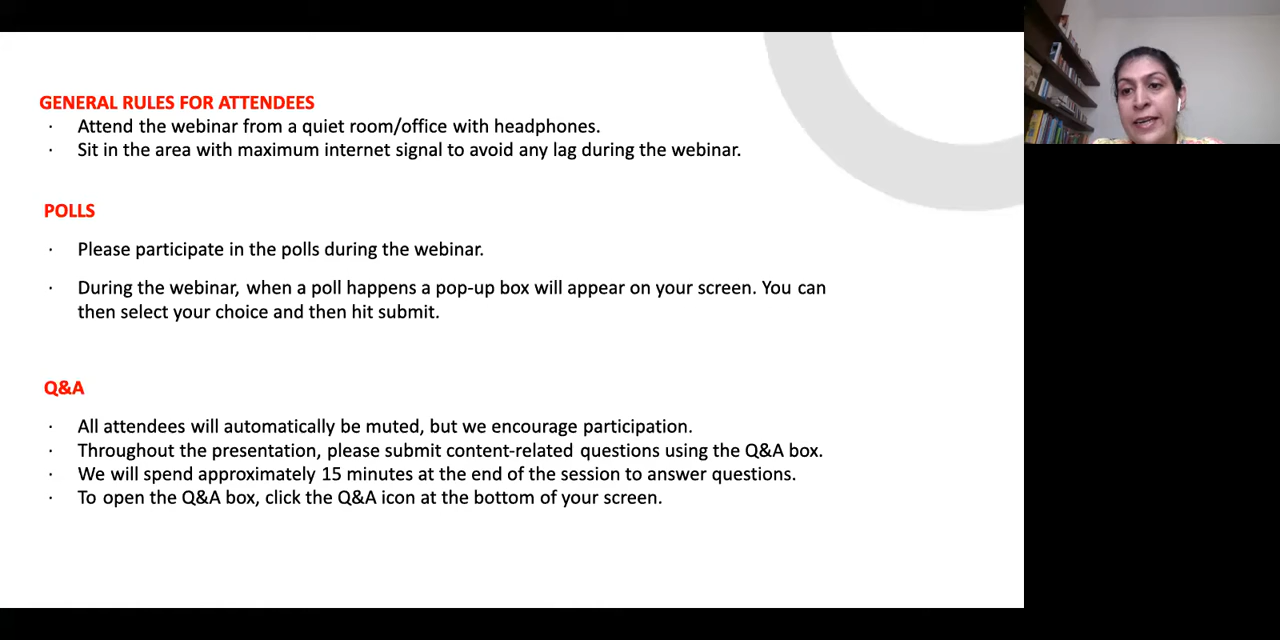 GENERAL RULES FOR ATTENDEES
· Attend the webinar from a quiet room/office with headphones.
· Sit in the area with maximum internet signal to avoid any lag during the webinar.
POLLS
· Please participate in the polls during the webinar.
· During the webinar, when a poll happens a pop-up box will appear on your screen. You can
then select your choice and then hit submit.
Q&A
· All attendees will automatically be muted, but we encourage participation.
· Throughout the presentation, please submit content-related questions using the Q&A box.
· We will spend approximately 15 minutes at the end of the session to answer questions.
· To open the Q&A box, click the Q&A icon at the bottom of your screen.